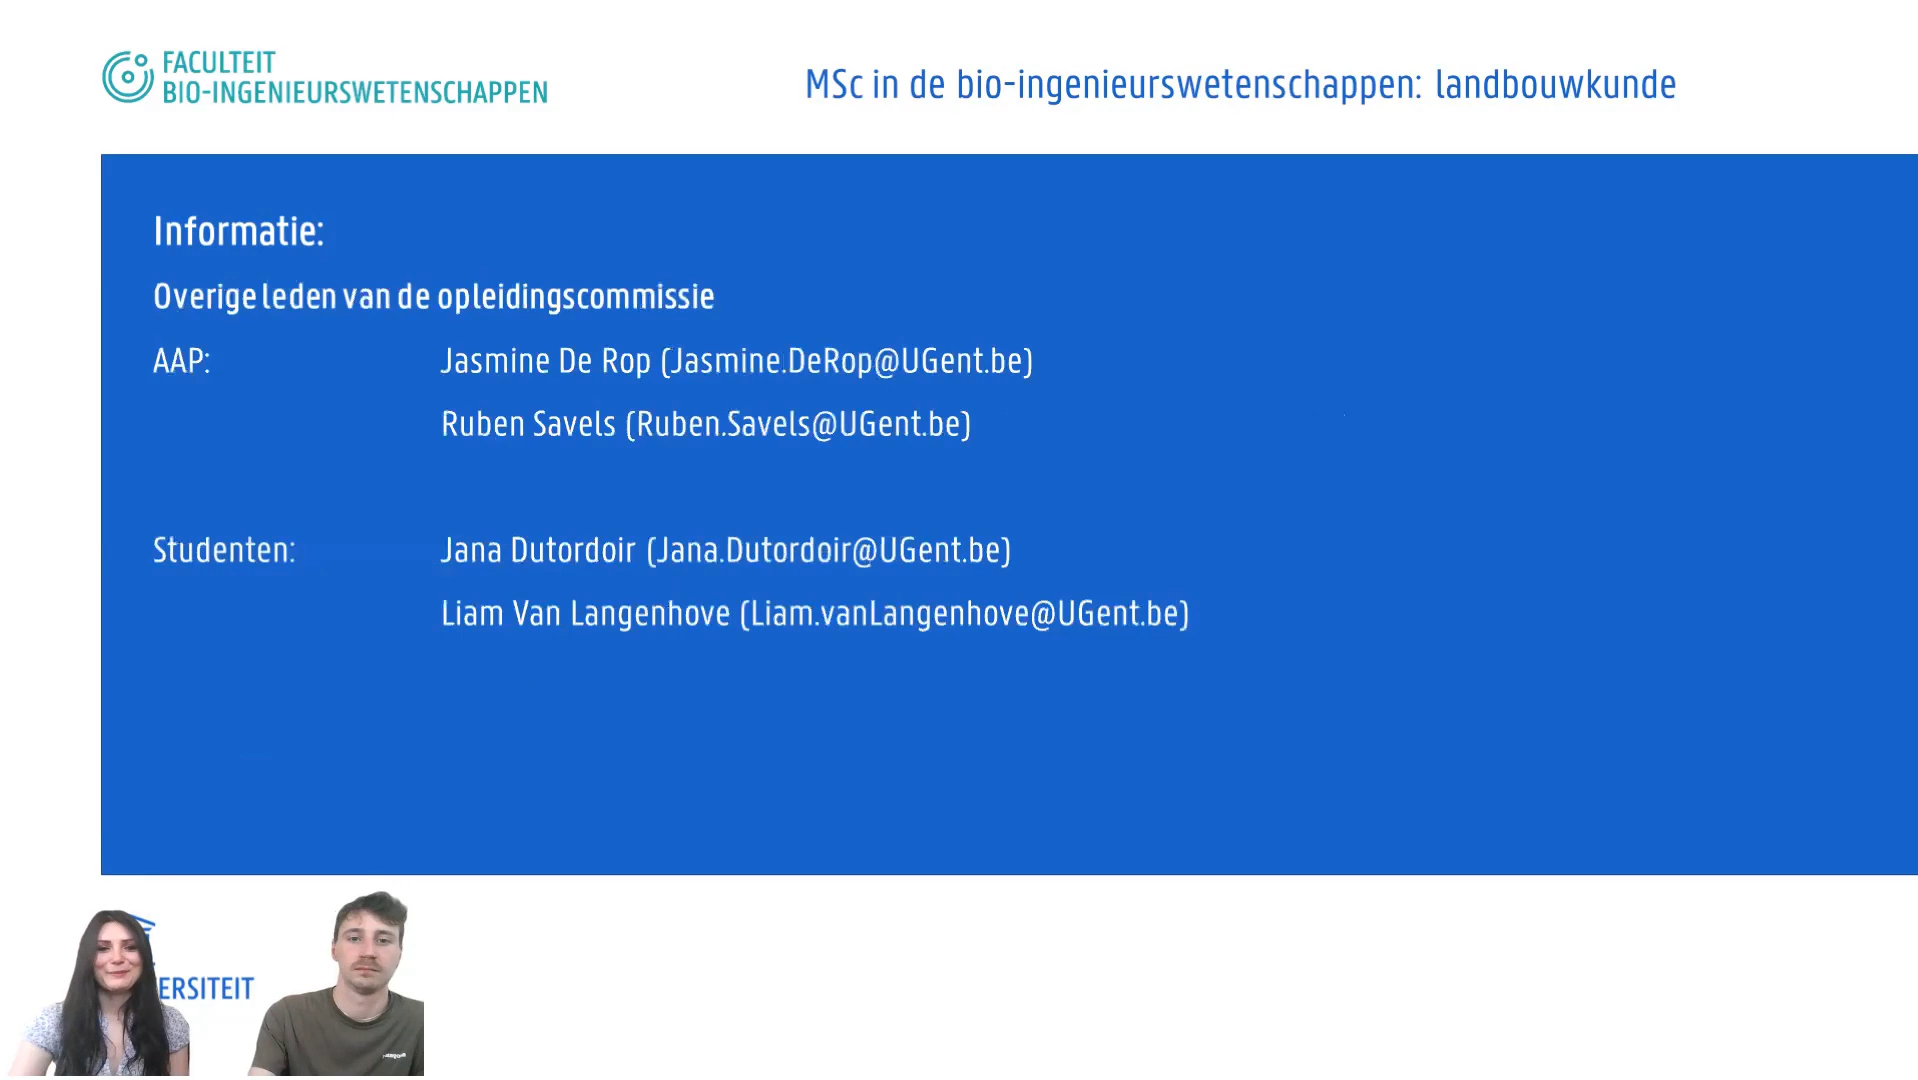 FACULTEIT
BIO-INGENIEURSWETENSCHAPPEN
MSc in de bio-ingenieurswetenschappen: landbouwkunde
Informatie:
Overige leden van de opleidingscommissie
AAP: Jasmine De Rop (Jasmine.DeRop@UGent.be)
Ruben Savels (Ruben.Savels@UGent.be)
Studenten: Jana Dutordoir (Jana.Dutordoir@UGent.be)
Liam Van Langenhove (Liam.vanLangenhove@UGent.be)
ERSITEIT